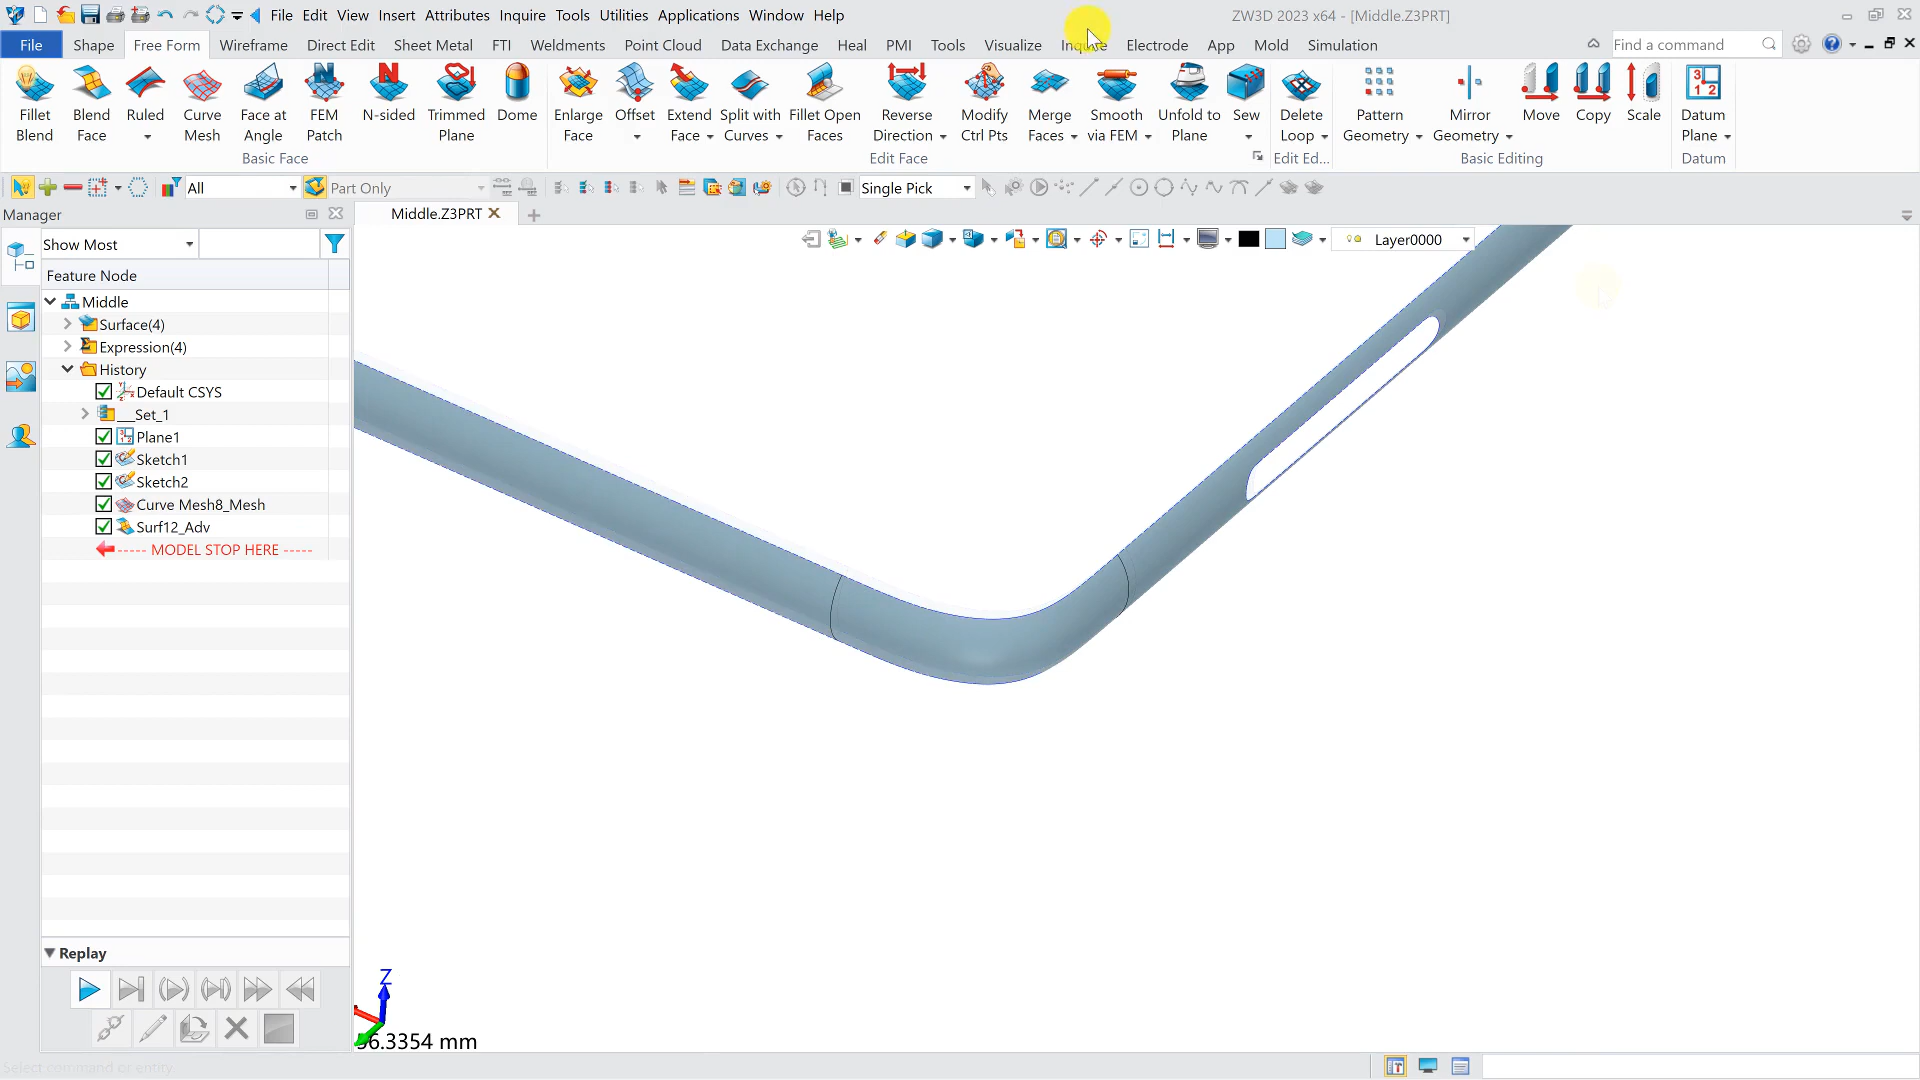 File Edit View Insert Attributes Inquire Tools Utilities Applications Window Help
ZW3D 2023 x64 - [Middle.Z3PRT]
File Shape Free Form Wireframe Direct Edit Sheet Metal FTI Weldments Point Cloud Data Exchange Heal PMI Tools Visualize Inquire Electrode App Mold Simulation
Find a command
Fillet Blend
Blend Face
Ruled
Curve Mesh
Face at Angle
FEM Patch
N-sided
Trimmed Plane
Dome
Enlarge Face
Offset
Extend Face
Split with Curves
Fillet Open Faces
Reverse Direction
Modify Ctrl Pts
Merge Faces
Smooth via FEM
Unfold to Plane
Sew
Delete Loop
Pattern Geometry
Mirror Geometry
Move
Copy
Scale
Datum Plane
Basic Face
Edit Face
Edit Ed...
Basic Editing
Datum
All
Part Only
Single Pick
Manager
Middle.Z3PRT
Show Most
Layer0000
Feature Node
Middle
Surface(4)
Expression(4)
History
Default CSYS
__Set_1
Plane1
Sketch1
Sketch2
Curve Mesh8_Mesh
Surf12_Adv
----- MODEL STOP HERE -----
Replay
Z
56.3354 mm
Select command or entity.